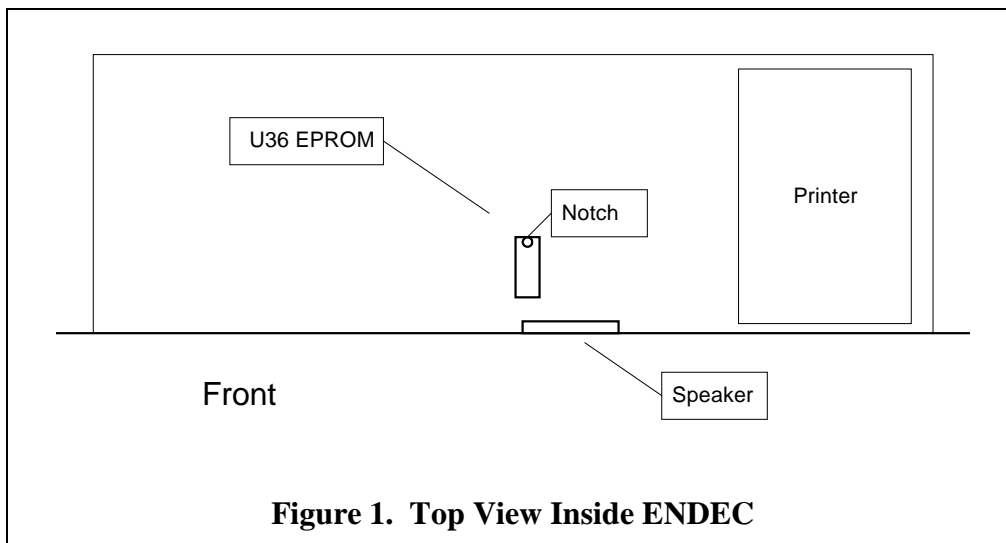 U36 EPROM
Notch
Printer
Speaker
Front
Figure 1.  Top View Inside ENDEC